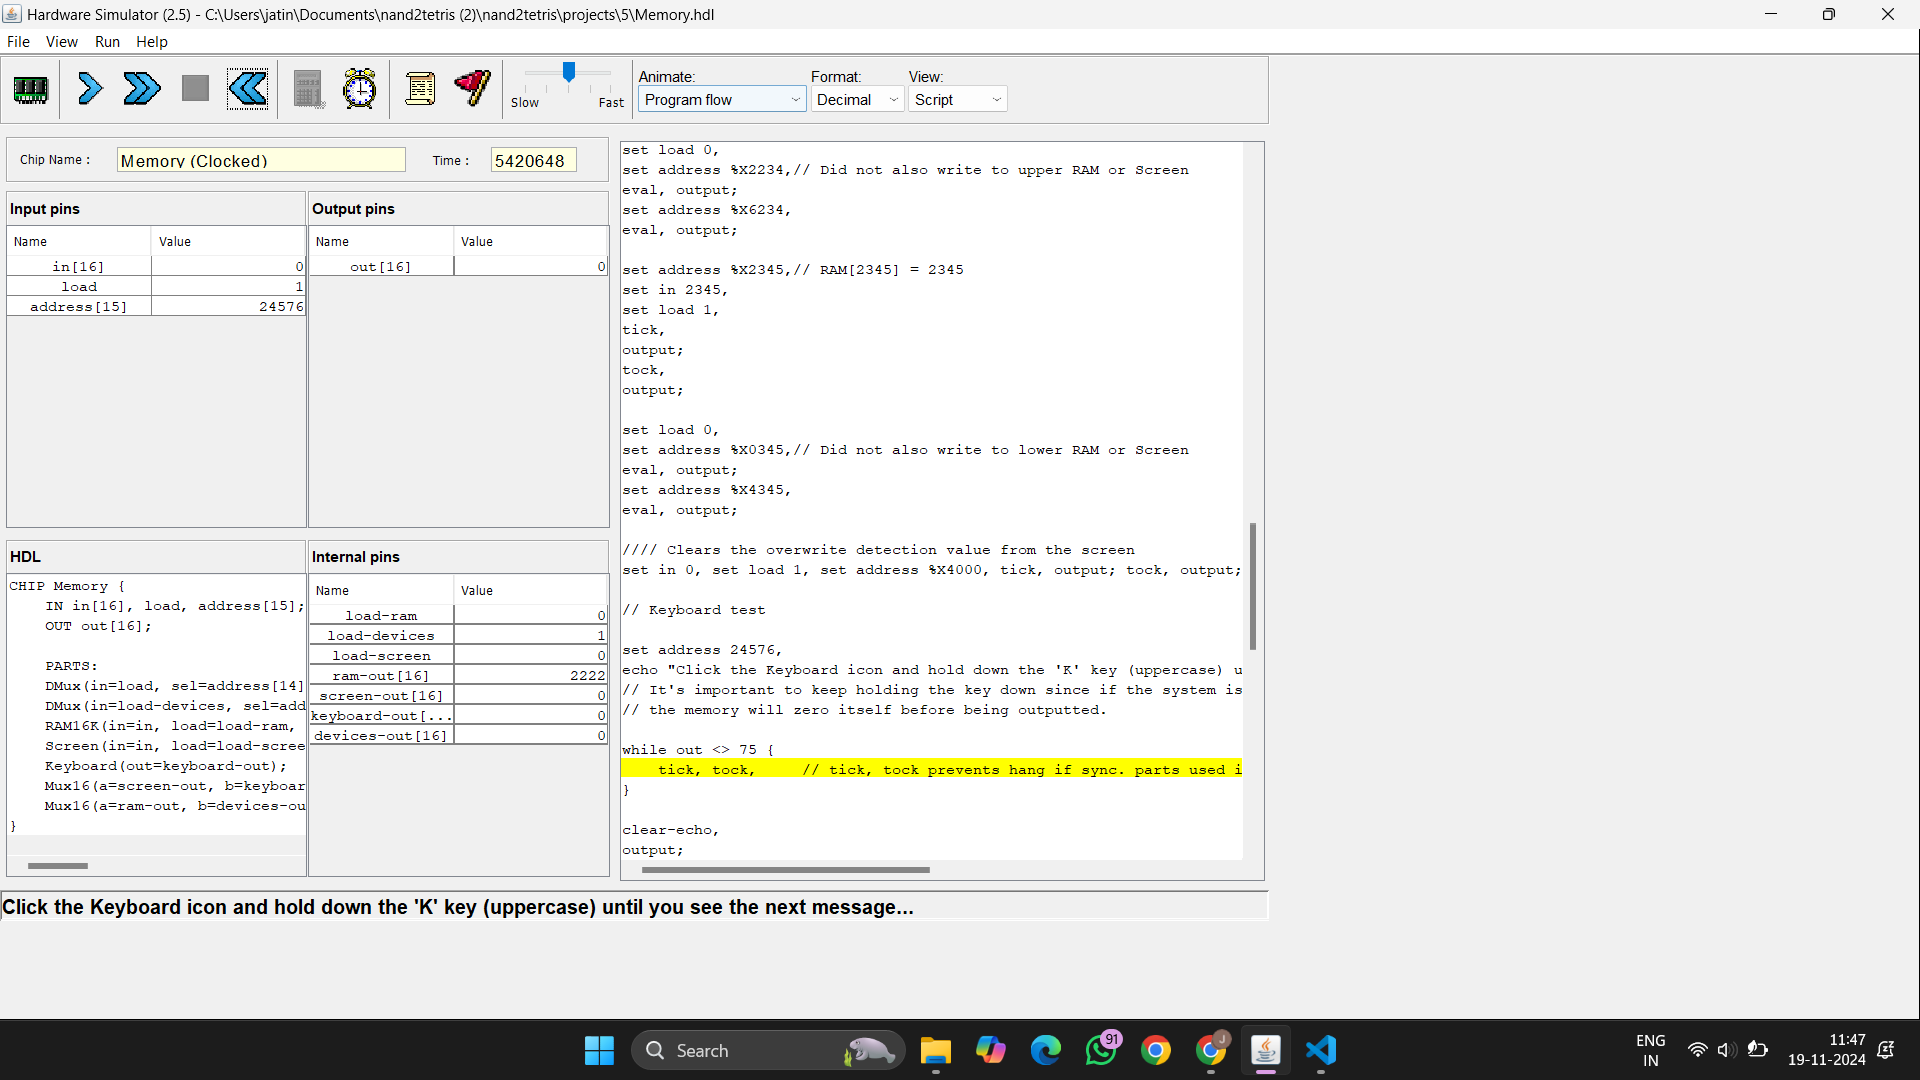 Hardware Simulator (2.5) - C:\Users\jatin\Documents\nand2tetris (2)\nand2tetris\projects\5\Memory.hdl
File View Run Help
Slow Fast
Animate: Format: View:
Program flow Decimal Script
Chip Name : Memory (Clocked) Time : 5420648
Input pins
Name Value
in[16] 0
load 1
address[15] 24576
Output pins
Name Value
out[16] 0
HDL
CHIP Memory {
IN in[16], load, address[15];
OUT out[16];
PARTS:
DMux(in=load, sel=address[14]
DMux(in=load-devices, sel=add
RAM16K(in=in, load=load-ram,
Screen(in=in, load=load-scree
Keyboard(out=keyboard-out);
Mux16(a=screen-out, b=keyboar
Mux16(a=ram-out, b=devices-ou
}
Internal pins
Name Value
load-ram 0
load-devices 1
load-screen 0
ram-out[16] 2222
screen-out[16] 0
keyboard-out[... 0
devices-out[16] 0
set load 0,
set address %X2234,// Did not also write to upper RAM or Screen
eval, output;
set address %X6234,
eval, output;
set address %X2345,// RAM[2345] = 2345
set in 2345,
set load 1,
tick,
output;
tock,
output;
set load 0,
set address %X0345,// Did not also write to lower RAM or Screen
eval, output;
set address %X4345,
eval, output;
//// Clears the overwrite detection value from the screen
set in 0, set load 1, set address %X4000, tick, output; tock, output;
// Keyboard test
set address 24576,
echo "Click the Keyboard icon and hold down the 'K' key (uppercase) u
// It's important to keep holding the key down since if the system is
// the memory will zero itself before being outputted.
while out <> 75 {
tick, tock, // tick, tock prevents hang if sync. parts used i
}
clear-echo,
output;
Click the Keyboard icon and hold down the 'K' key (uppercase) until you see the next message...
Search
91
J
ENG
IN
11:47
19-11-2024